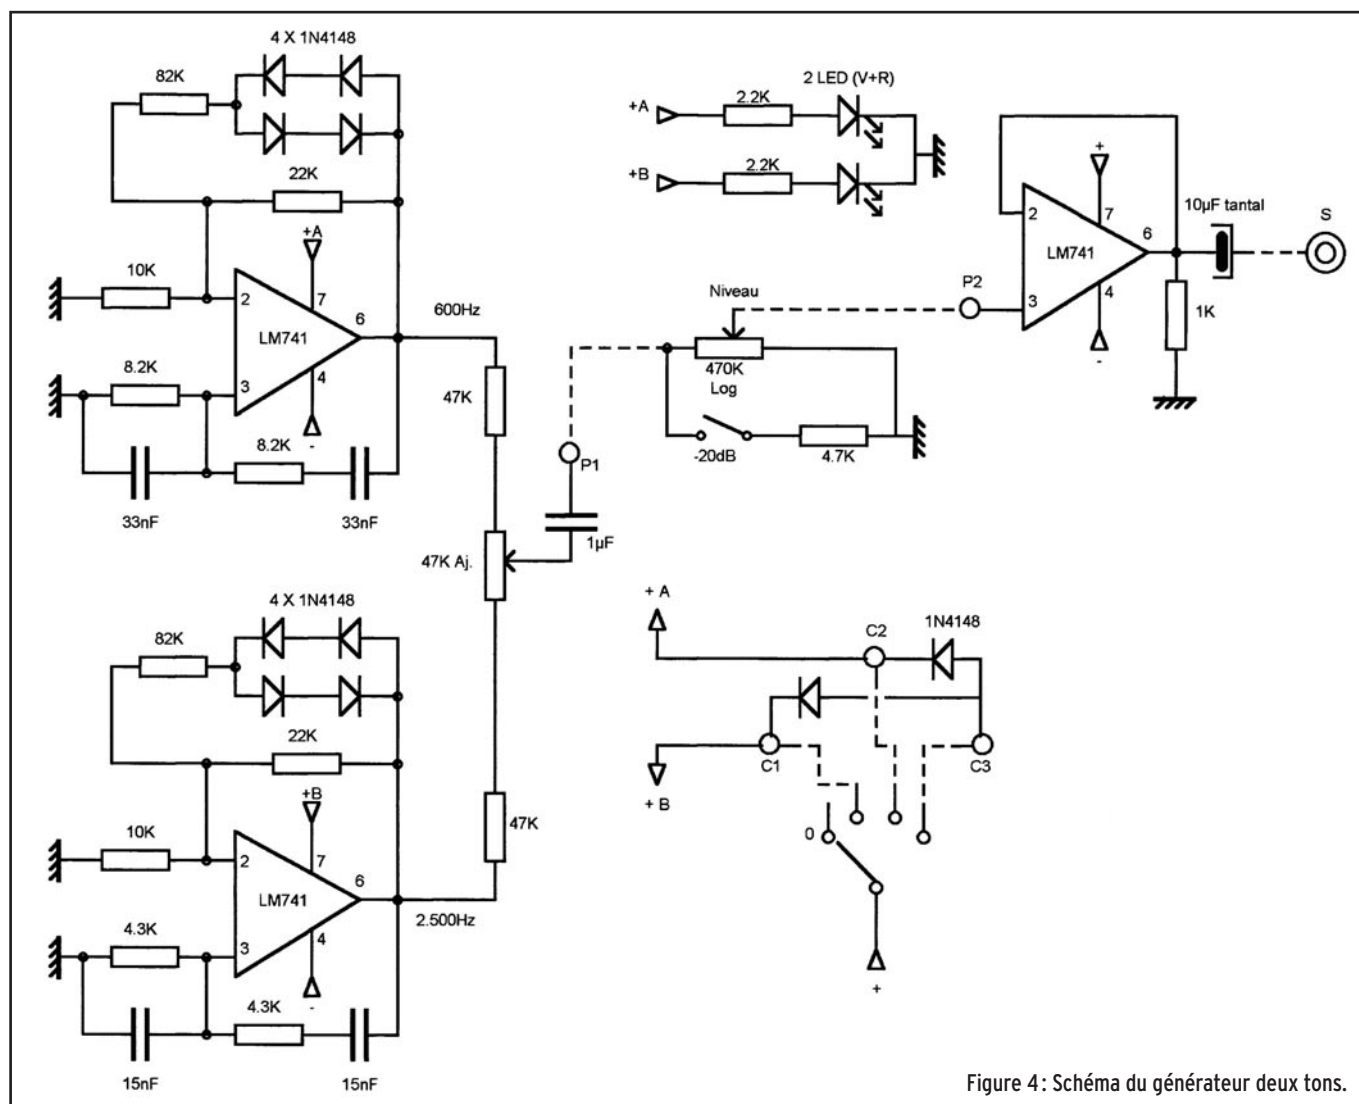 4 X 1N4148
82K
22K
+A
10K
2
7
6
LM741
3
4
-
8.2K
8.2K
33nF
33nF
600Hz
47K
47K Aj.
47K
2.500Hz
4 X 1N4148
82K
22K
+B
10K
2
7
6
LM741
3
4
-
4.3K
4.3K
15nF
15nF
2 LED (V+R)
+A
2.2K
+B
2.2K
Niveau
470K
Log
-20dB
4.7K
P1
1µF
P2
+
2
7
6
LM741
3
4
-
10µF tantal
S
1K
+ A
C2
1N4148
C1
C3
+ B
0
+
Figure 4 : Schéma du générateur deux tons.